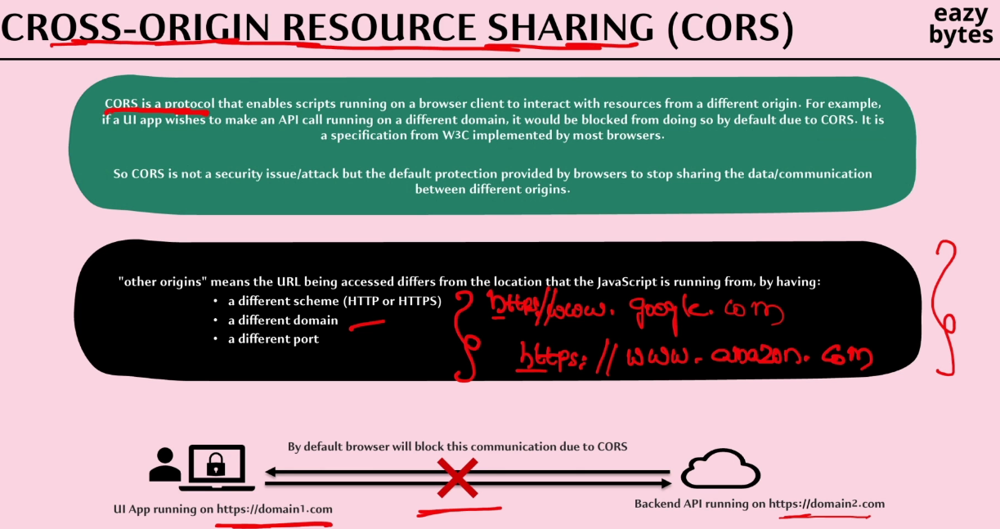 CROSS-ORIGIN RESOURCE SHARING (CORS)
eazy
bytes
CORS is a protocol that enables scripts running on a browser client to interact with resources from a different origin. For example,
if a UI app wishes to make an API call running on a different domain, it would be blocked from doing so by default due to CORS. It is
a specification from W3C implemented by most browsers.
So CORS is not a security issue/attack but the default protection provided by browsers to stop sharing the data/communication
between different origins.
"other origins" means the URL being accessed differs from the location that the JavaScript is running from, by having:
• a different scheme (HTTP or HTTPS)
• a different domain
• a different port
https://www.google.com
https://www.amazon.com
By default browser will block this communication due to CORS
UI App running on https://domain1.com
Backend API running on https://domain2.com